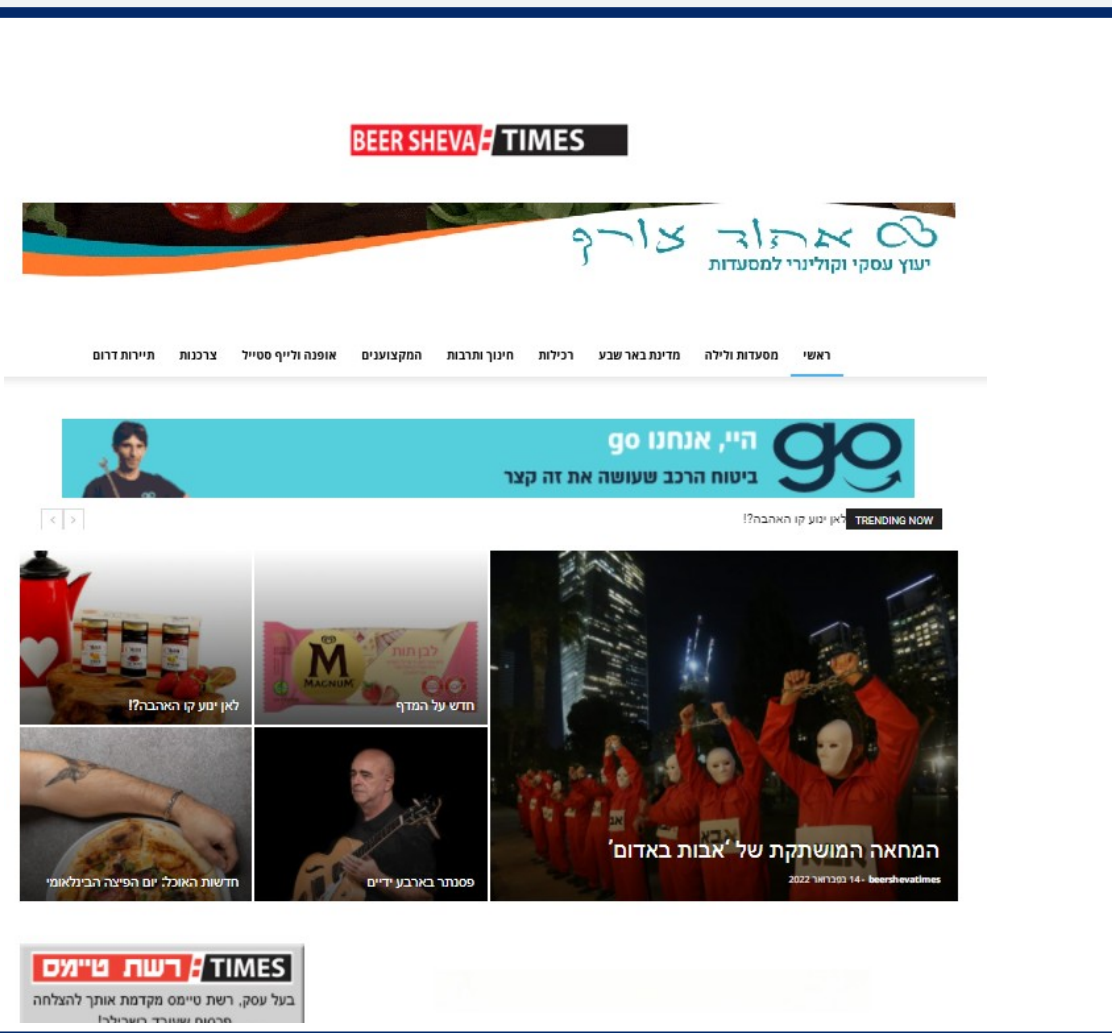 BEER SHEVA TIMES
אהוד צורף
יעוץ עסקי וקולינרי למסעדות
ראשי מסעדות ולילה מדינת באר שבע רכילות חינוך ותרבות המקצוענים אופנה ולייף סטייל צרכנות תיירות דרום
היי, אנחנו go
go
ביטוח הרכב שעושה את זה קצר
TRENDING NOW לאן ינוע קו האהבה?!
המחאה המושתקת של 'אבות באדום'
beershevatimes - 14 בפברואר 2022
אבא
M
MAGNUM
לבן תות
חדש על המדף
לאן ינוע קו האהבה?!
פסנתר בארבע ידיים
חדשות האוכל: יום הפיצה הבינלאומי
רשת טיימס TIMES
בעל עסק, רשת טיימס מקדמת אותך להצלחה